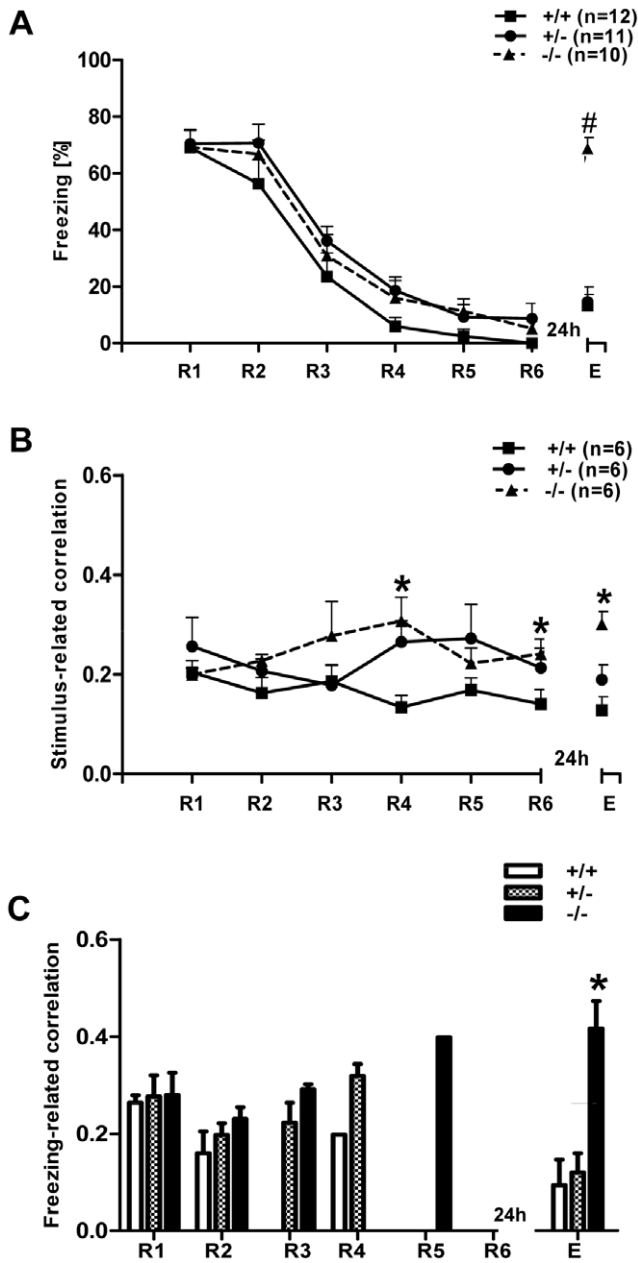 A
+/+ (n=12)
+/- (n=11)
-/- (n=10)
Freezing [%]
100
80
60
40
20
0
#
24h
R1 R2 R3 R4 R5 R6 E
B
+/+ (n=6)
+/- (n=6)
-/- (n=6)
Stimulus-related correlation
0.6
0.4
0.2
0.0
* * *
24h
R1 R2 R3 R4 R5 R6 E
C
+/+
+/-
-/-
Freezing-related correlation
0.6
0.4
0.2
0.0
*
24h
R1 R2 R3 R4 R5 R6 E